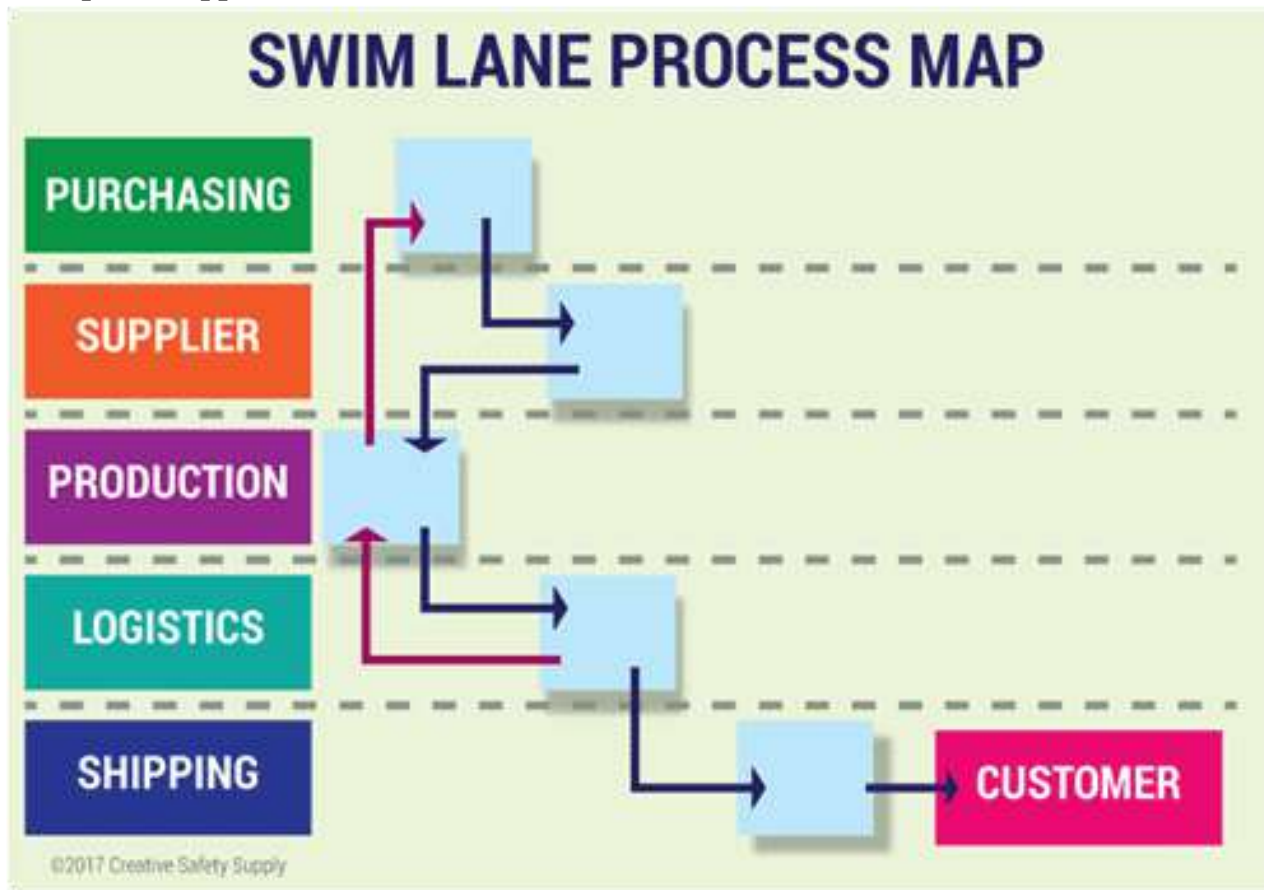 SWIM LANE PROCESS MAP
PURCHASING
SUPPLIER
PRODUCTION
LOGISTICS
SHIPPING
CUSTOMER
©2017 Creative Safety Supply